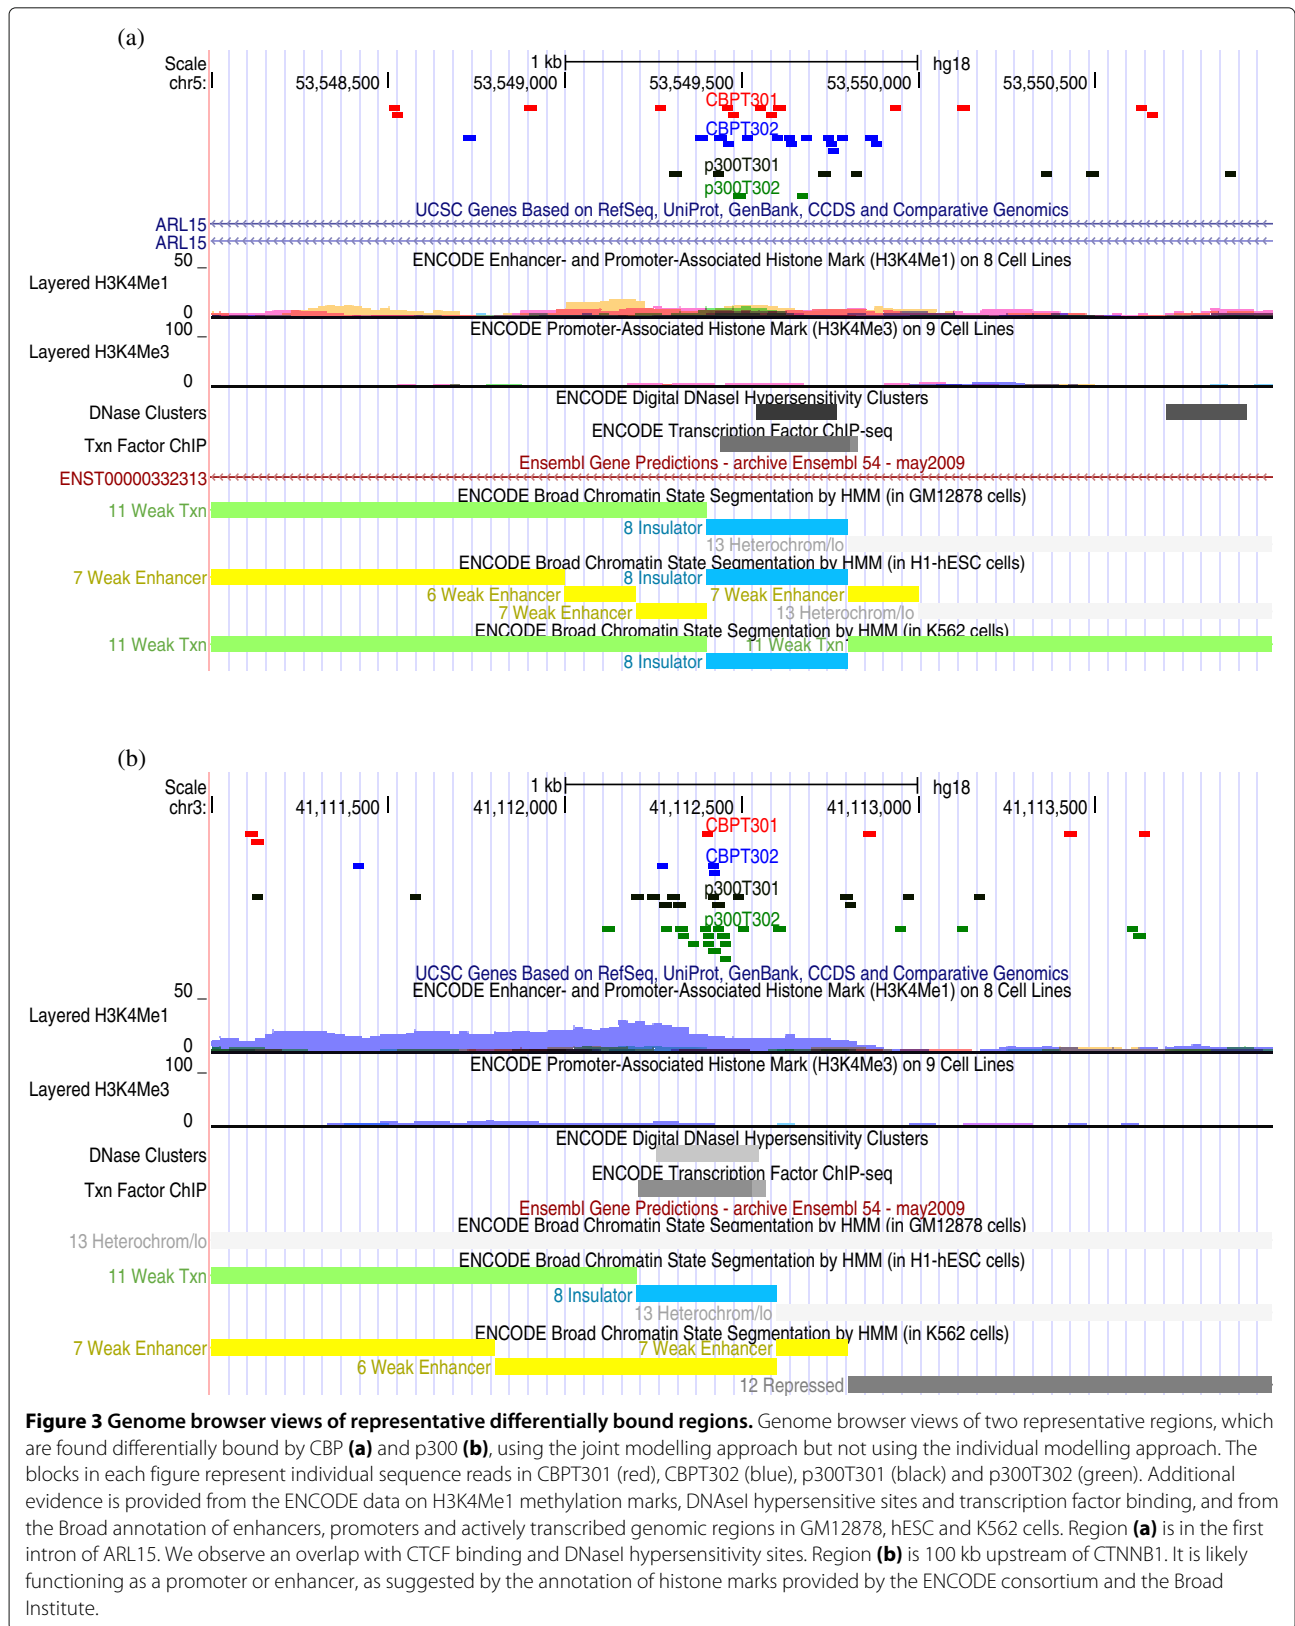 (a)
Scale 1 kb hg18
chr5: 53,548,500 53,549,000 53,549,500 53,550,000 53,550,500
CBPT301
CBPT302
p300T301
p300T302
UCSC Genes Based on RefSeq, UniProt, GenBank, CCDS and Comparative Genomics
ARL15
ARL15
50 _ ENCODE Enhancer- and Promoter-Associated Histone Mark (H3K4Me1) on 8 Cell Lines
Layered H3K4Me1
0
100 _ ENCODE Promoter-Associated Histone Mark (H3K4Me3) on 9 Cell Lines
Layered H3K4Me3
0
ENCODE Digital DNaseI Hypersensitivity Clusters
DNase Clusters
ENCODE Transcription Factor ChIP-seq
Txn Factor ChIP
Ensembl Gene Predictions - archive Ensembl 54 - may2009
ENST00000332313
ENCODE Broad Chromatin State Segmentation by HMM (in GM12878 cells)
11 Weak Txn
8 Insulator
13 Heterochrom/lo
ENCODE Broad Chromatin State Segmentation by HMM (in H1-hESC cells)
7 Weak Enhancer 8 Insulator
6 Weak Enhancer 7 Weak Enhancer
7 Weak Enhancer 13 Heterochrom/lo
ENCODE Broad Chromatin State Segmentation by HMM (in K562 cells)
11 Weak Txn 11 Weak Txn
8 Insulator
(b)
Scale 1 kb hg18
chr3: 41,111,500 41,112,000 41,112,500 41,113,000 41,113,500
CBPT301
CBPT302
p300T301
p300T302
UCSC Genes Based on RefSeq, UniProt, GenBank, CCDS and Comparative Genomics
50 _ ENCODE Enhancer- and Promoter-Associated Histone Mark (H3K4Me1) on 8 Cell Lines
Layered H3K4Me1
0
100 _ ENCODE Promoter-Associated Histone Mark (H3K4Me3) on 9 Cell Lines
Layered H3K4Me3
0
ENCODE Digital DNaseI Hypersensitivity Clusters
DNase Clusters
ENCODE Transcription Factor ChIP-seq
Txn Factor ChIP
Ensembl Gene Predictions - archive Ensembl 54 - may2009
ENCODE Broad Chromatin State Segmentation by HMM (in GM12878 cells)
13 Heterochrom/lo
ENCODE Broad Chromatin State Segmentation by HMM (in H1-hESC cells)
11 Weak Txn
8 Insulator
13 Heterochrom/lo
ENCODE Broad Chromatin State Segmentation by HMM (in K562 cells)
7 Weak Enhancer 7 Weak Enhancer
6 Weak Enhancer
12 Repressed
Figure 3 Genome browser views of representative differentially bound regions. Genome browser views of two representative regions, which
are found differentially bound by CBP (a) and p300 (b), using the joint modelling approach but not using the individual modelling approach. The
blocks in each figure represent individual sequence reads in CBPT301 (red), CBPT302 (blue), p300T301 (black) and p300T302 (green). Additional
evidence is provided from the ENCODE data on H3K4Me1 methylation marks, DNAseI hypersensitive sites and transcription factor binding, and from
the Broad annotation of enhancers, promoters and actively transcribed genomic regions in GM12878, hESC and K562 cells. Region (a) is in the first
intron of ARL15. We observe an overlap with CTCF binding and DNaseI hypersensitivity sites. Region (b) is 100 kb upstream of CTNNB1. It is likely
functioning as a promoter or enhancer, as suggested by the annotation of histone marks provided by the ENCODE consortium and the Broad
Institute.